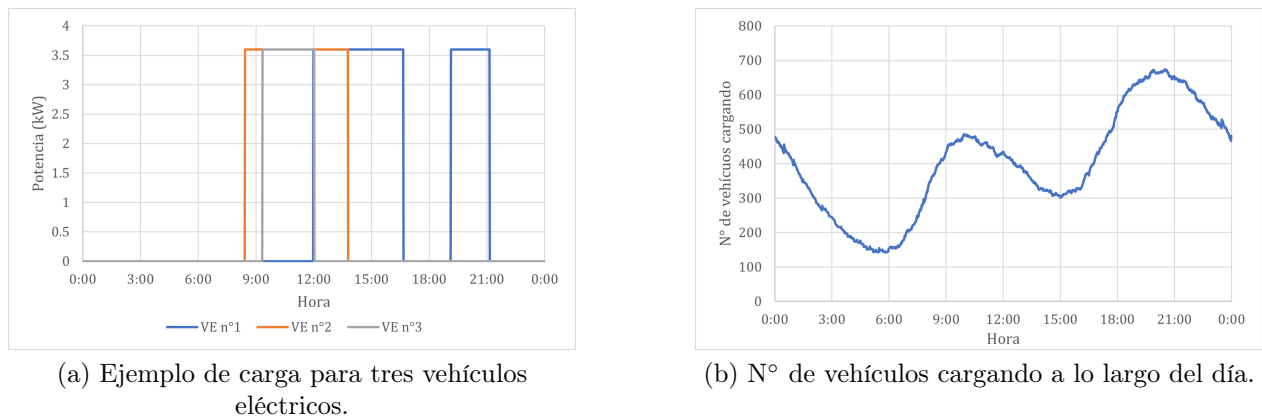 4
3.5
3
2.5
2
1.5
1
0.5
0
Potencia (kW)
0:00 3:00 6:00 9:00 12:00 15:00 18:00 21:00 0:00
Hora
VE n°1 VE n°2 VE n°3
(a) Ejemplo de carga para tres vehículos
eléctricos.
800
700
600
500
400
300
200
100
0
N° de vehícuos cargando
0:00 3:00 6:00 9:00 12:00 15:00 18:00 21:00 0:00
Hora
(b) N° de vehículos cargando a lo largo del día.